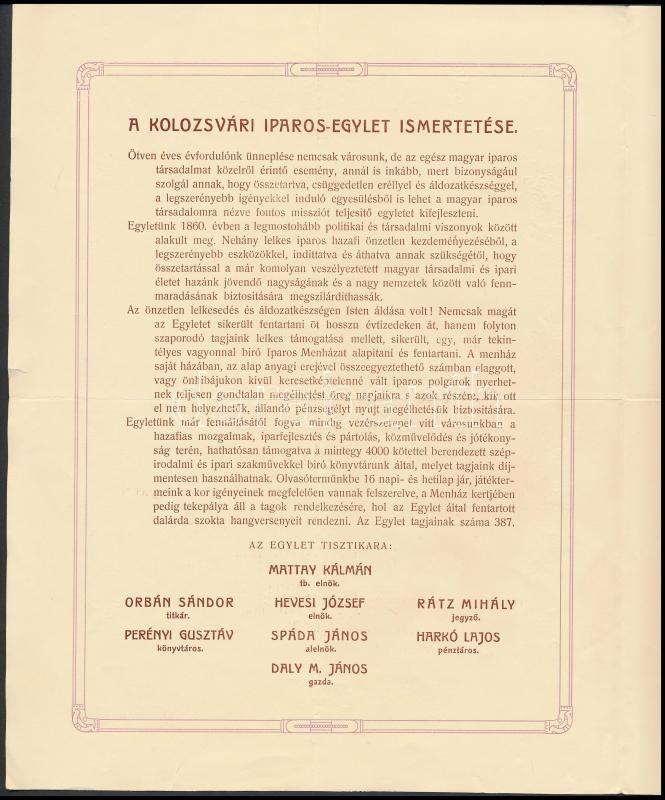 A KOLOZSVÁRI IPAROS-EGYLET ISMERTETÉSE.
Ötven éves évfordulónk ünneplése nemcsak városunk, de az egész magyar iparos
társadalmat közelről érintő esemény, annál is inkább, mert bizonyságául
szolgál annak, hogy összetartva, csüggedetlen eréllyel és áldozatkészséggel,
a legszerényebb igényekkel induló egyesülésből is lehet a magyar iparos
társadalomra nézve fontos missziót teljesitő egyletet kifejleszteni.
Egyletünk 1860. évben a legmostohább politikai és társadalmi viszonyok között
alakult meg. Nehány lelkes iparos hazafi önzetlen kezdeményezéséből, a
legszerényebb eszközökkel, indittatva és áthatva annak szükségétől, hogy
összetartással a már komolyan veszélyeztetett magyar társadalmi és ipari
életet hazánk jövendő nagyságának és a nagy nemzetek között való fenn-
maradásának biztositására megszilárdithassák.
Az önzetlen lelkesedés és áldozatkészségen Isten áldása volt! Nemcsak magát
az Egyletet sikerült fentartani öt hosszu évtizedeken át, hanem folyton
szaporodó tagjaink lelkes támogatása mellett, sikerült, egy, már tekin-
télyes vagyonnal biró Iparos Menházat alapitani és fentartani. A menház
saját házában, az alap anyagi erejével összeegyeztethető számban elaggott,
vagy önhibájukon kivül keresetképtelenné vált iparos polgárok nyerhet-
nek teljesen gondtalan megélhetést öreg napjaikra s azok részére, kik ott
el nem helyezhetők, állandó pénzsegélyt nyujt megélhetésük biztositására.
Egyletünk már fennállásától fogva mindig vezérszerepet vitt városunkban a
hazafias mozgalmak, iparfejlesztés és pártolás, közművelődés és jótékony-
ság terén, hathatósan támogatva a mintegy 4000 kötettel berendezett szép-
irodalmi és ipari szakművekkel biró könyvtárunk által, melyet tagjaink díj-
mentesen használhatnak. Olvasótermünkbe 16 napi- és hetilap jár, játékter-
meink a kor igényeinek megfelelően vannak felszerelve, a Menház kertjében
pedig tekepálya áll a tagok rendelkezésére, hol az Egylet által fentartott
dalárda szokta hangversenyeit rendezni. Az Egylet tagjainak száma 387.
AZ EGYLET TISZTIKARA:
MATTAY KÁLMÁN
tb. elnök.
ORBÁN SÁNDOR HEVESI JÓZSEF RÁTZ MIHÁLY
titkár. elnök. jegyző.
PERÉNYI GUSZTÁV SPÁDA JÁNOS HARKÓ LAJOS
könyvtáros. alelnök. pénztáros.
DALY M. JÁNOS
gazda.